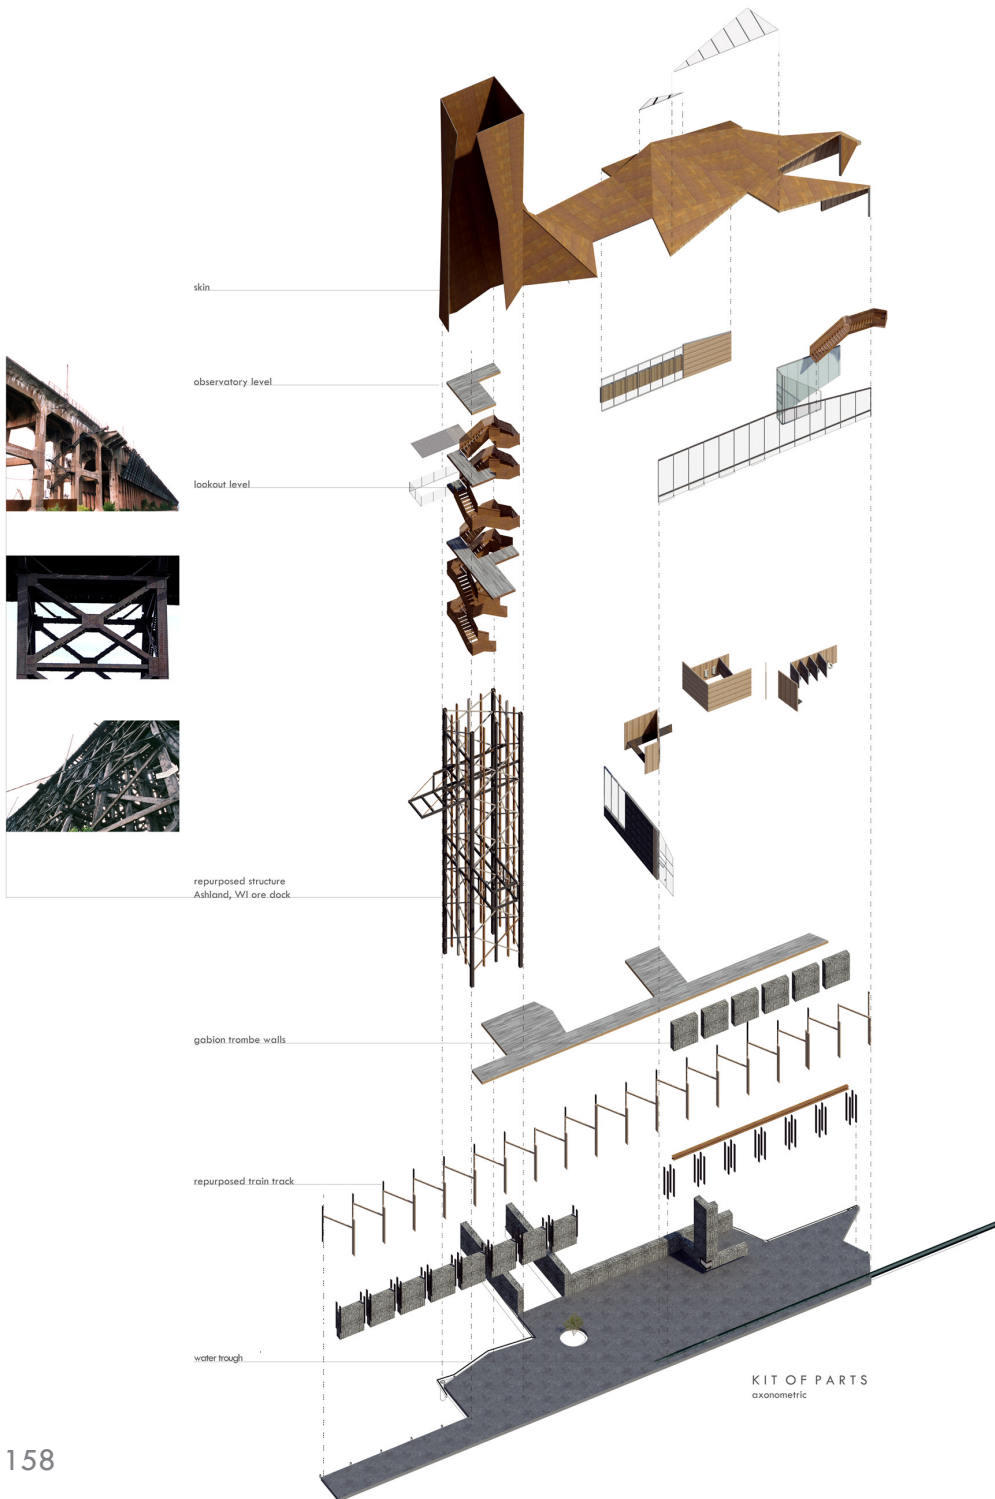 skin
observatory level
lookout level
repurposed structure
Ashland, WI ore dock
gabion trombe walls
repurposed train track
water trough
KIT OF PARTS
axonometric
158